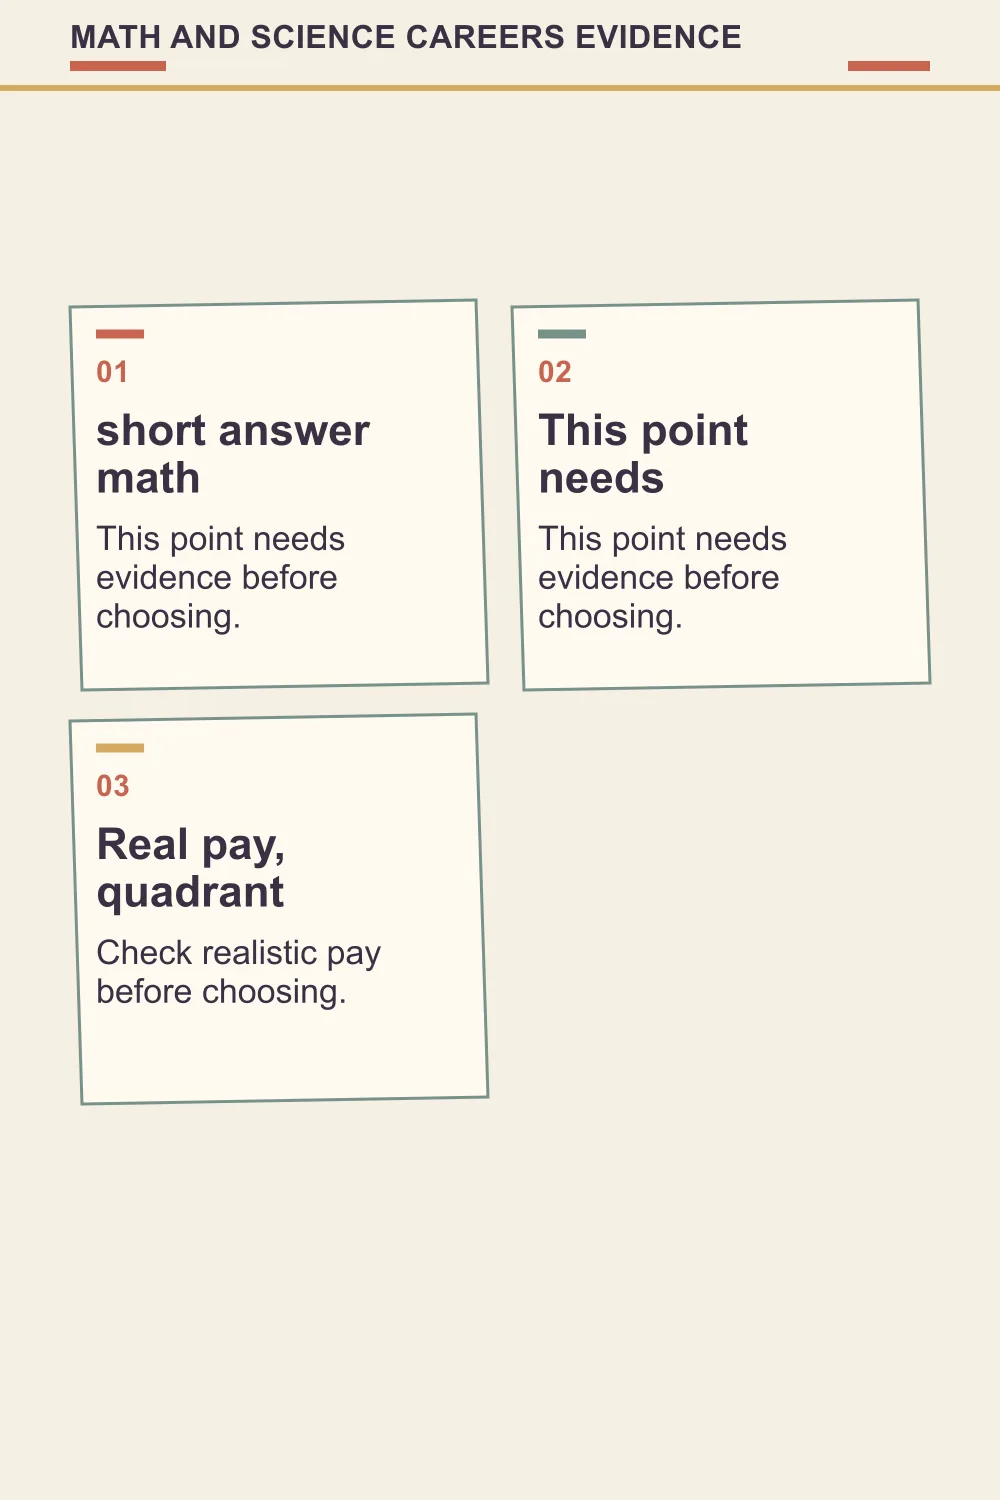 MATH AND SCIENCE CAREERS EVIDENCE
01
short answer
math
This point needs
evidence before
choosing.
02
This point
needs
This point needs
evidence before
choosing.
03
Real pay,
quadrant
Check realistic pay
before choosing.